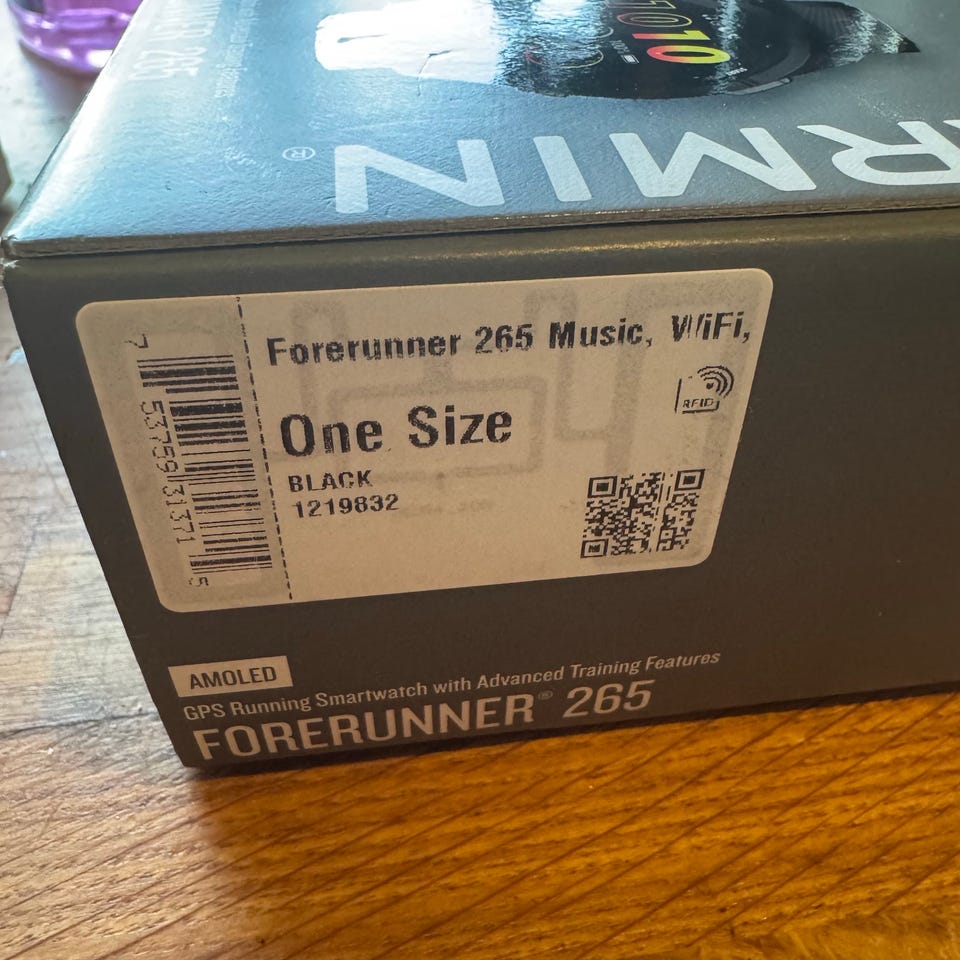 1010
RMIN®
Forerunner 265 Music, WiFi,
RFID
One Size
BLACK
1219832
7 53759 31371 5
AMOLED
GPS Running Smartwatch with Advanced Training Features
FORERUNNER® 265